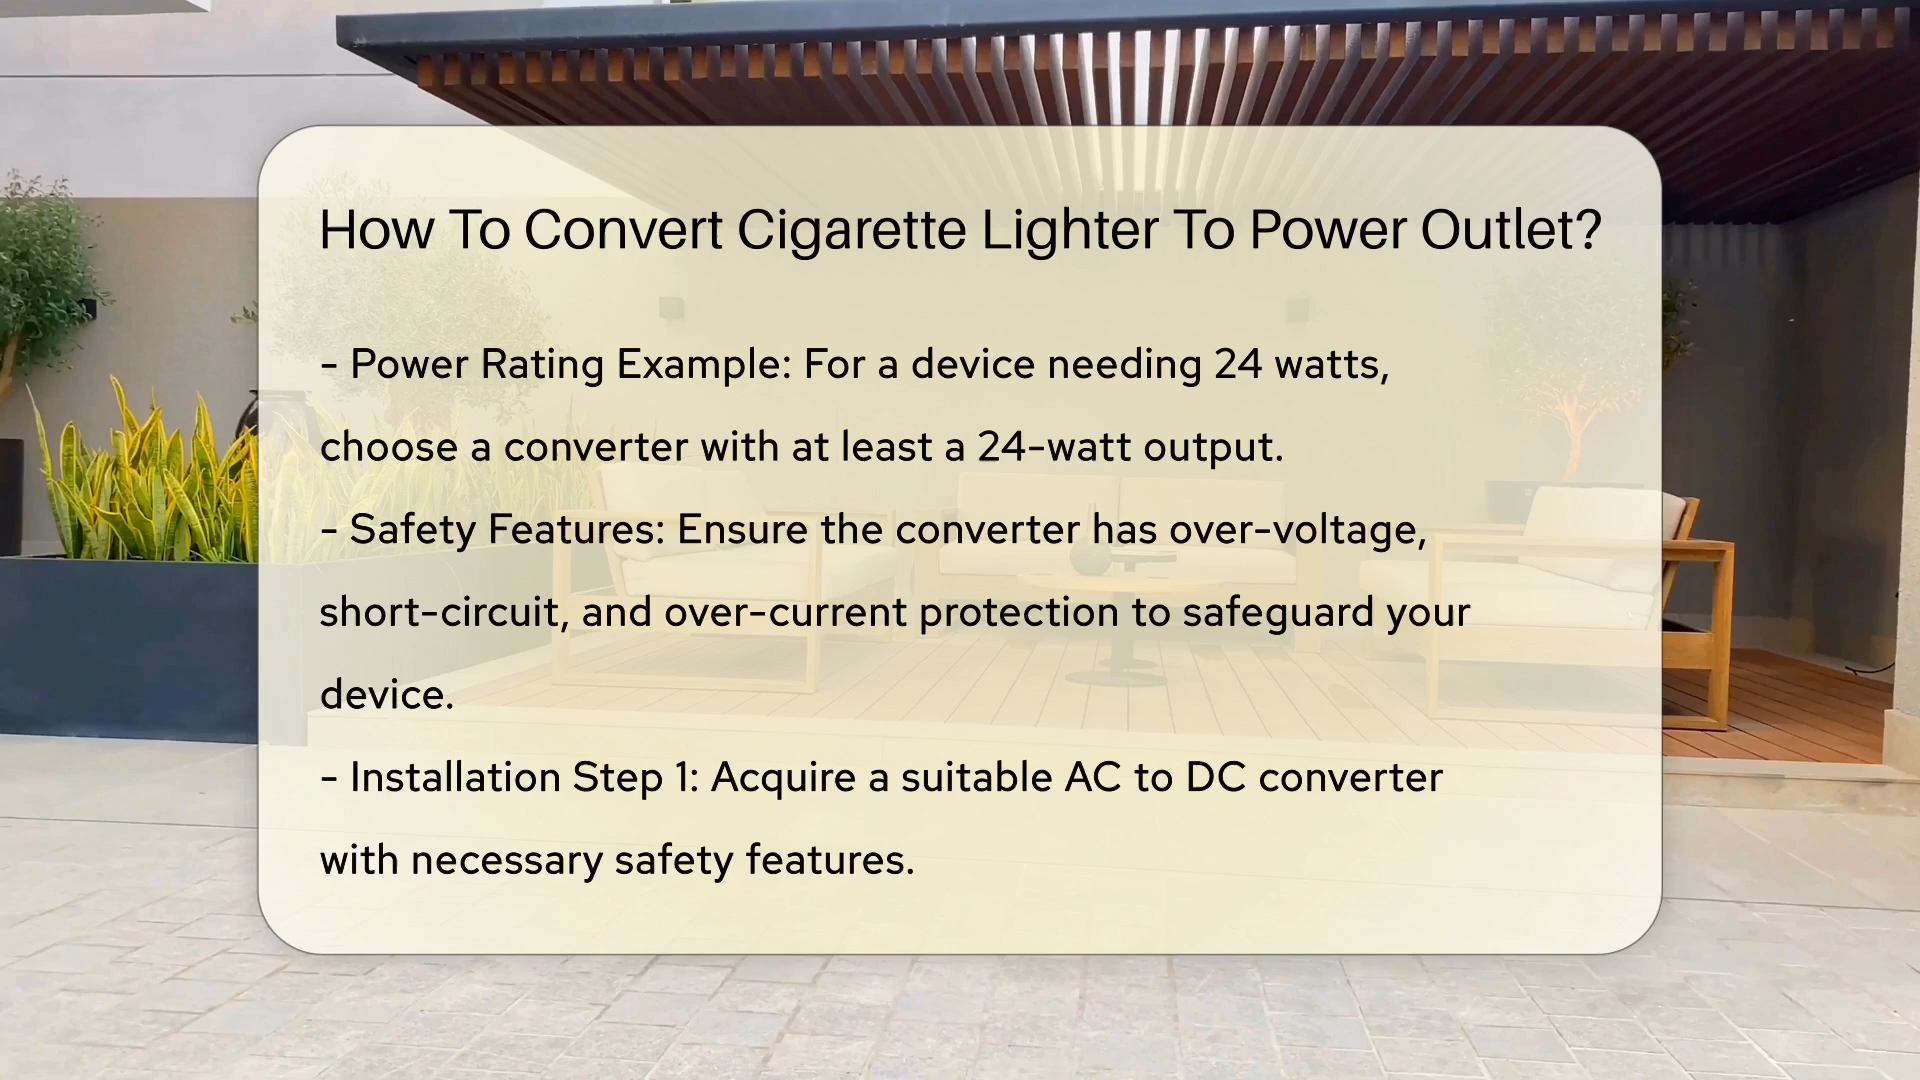 How To Convert Cigarette Lighter To Power Outlet?
- Power Rating Example: For a device needing 24 watts,
choose a converter with at least a 24-watt output.
- Safety Features: Ensure the converter has over-voltage,
short-circuit, and over-current protection to safeguard your
device.
- Installation Step 1: Acquire a suitable AC to DC converter
with necessary safety features.